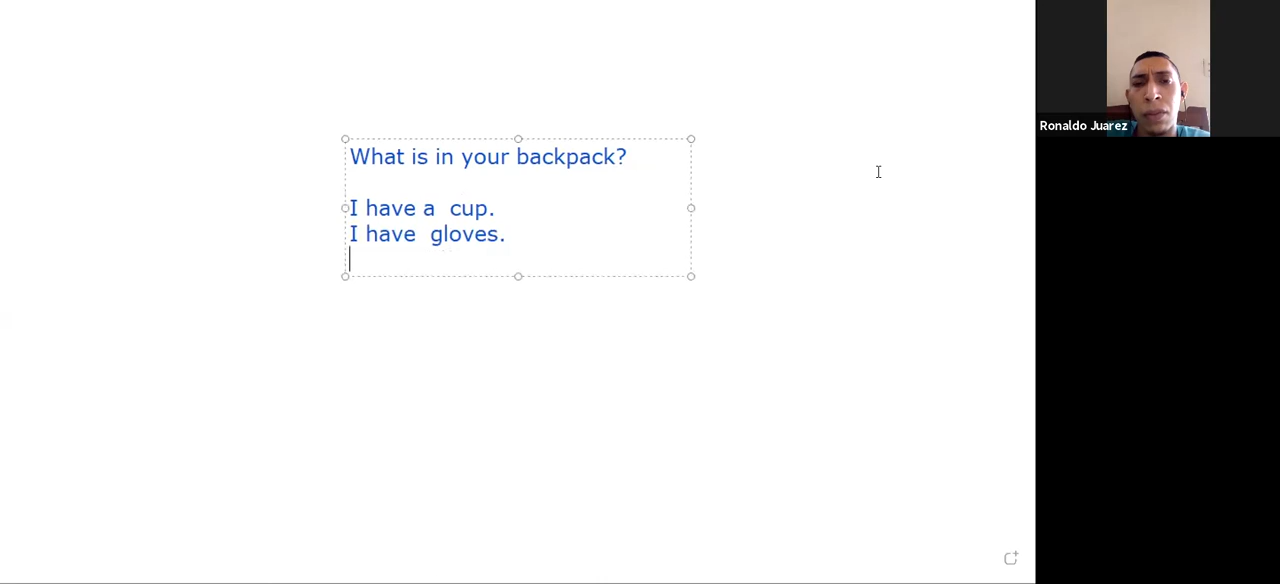 What is in your backpack?
I have a  cup.
I have  gloves.
Ronaldo Juarez